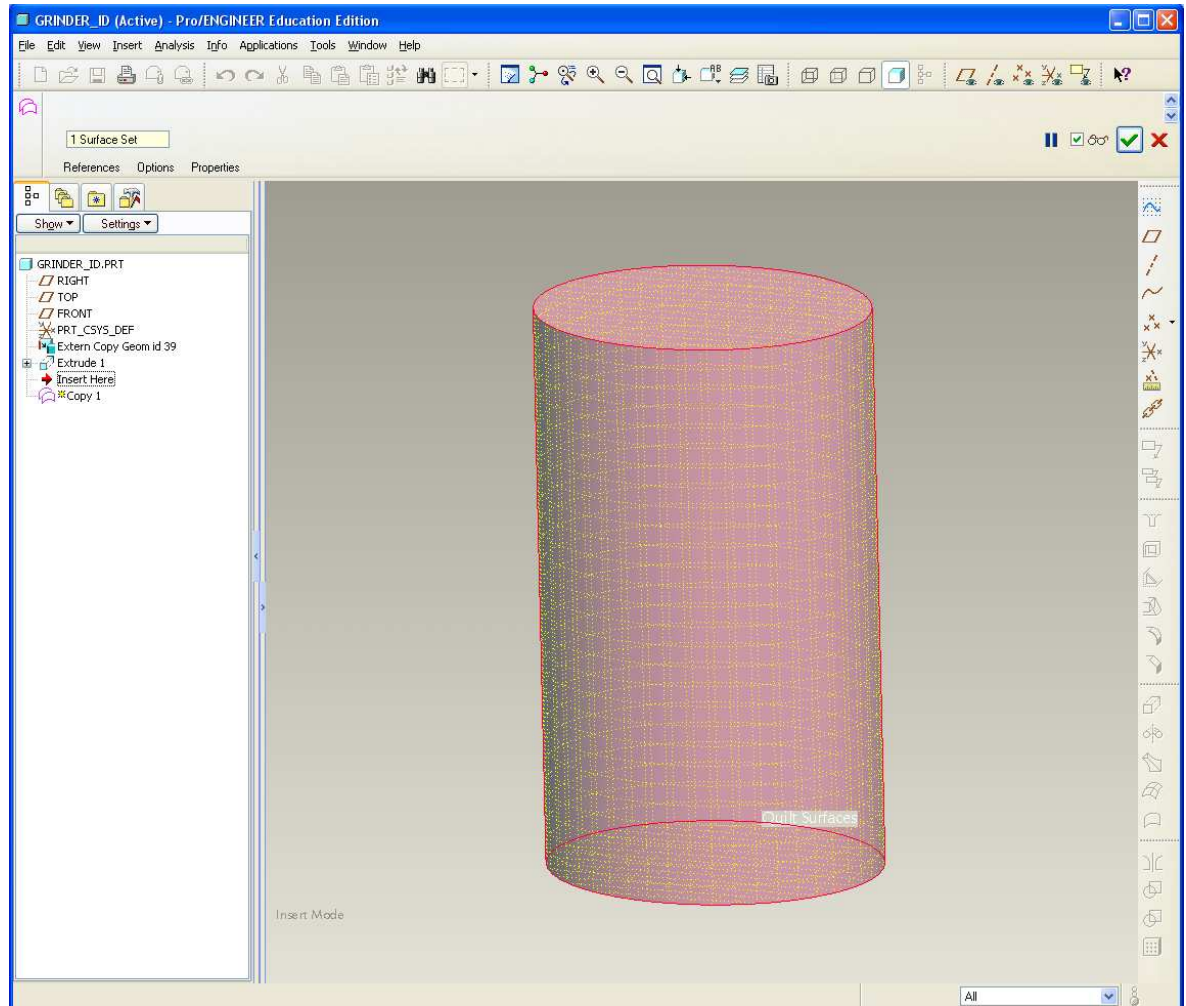 GRINDER_ID (Active) - Pro/ENGINEER Education Edition
File Edit View Insert Analysis Info Applications Tools Window Help
1 Surface Set
References Options Properties
Show Settings
GRINDER_ID.PRT
RIGHT
TOP
FRONT
PRT_CSYS_DEF
Extern Copy Geom id 39
Extrude 1
Insert Here
Copy 1
Quilt Surfaces
Insert Mode
All